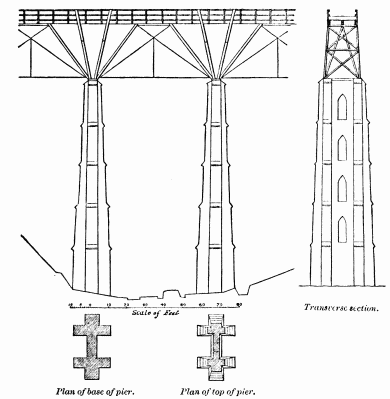 10 5 0 10 20 30 40 50 60 70 80
Scale of Feet
Transverse section.
Plan of base of pier.
Plan of top of pier.